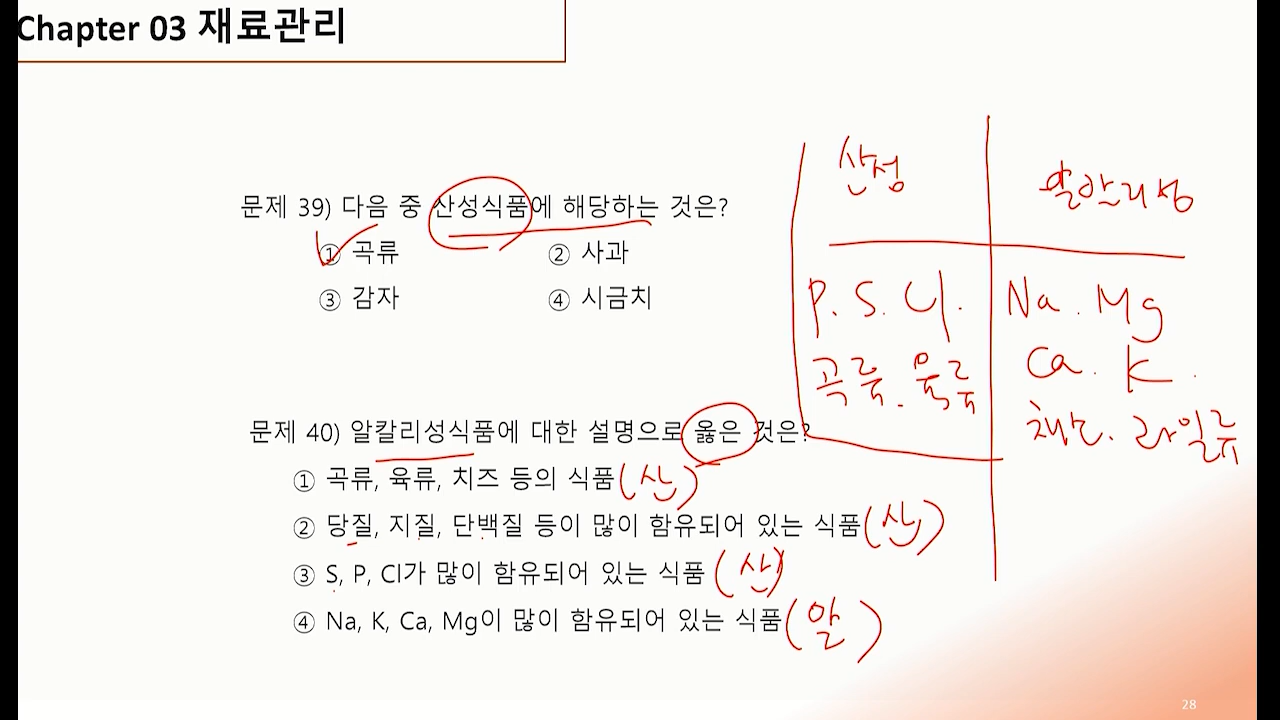 Chapter 03 재료관리
문제 39) 다음 중 산성식품에 해당하는 것은?
① 곡류 ② 사과
③ 감자 ④ 시금치
문제 40) 알칼리성식품에 대한 설명으로 옳은 것은?
① 곡류, 육류, 치즈 등의 식품(산)
② 당질, 지질, 단백질 등이 많이 함유되어 있는 식품(산)
③ S, P, Cl가 많이 함유되어 있는 식품(산)
④ Na, K, Ca, Mg이 많이 함유되어 있는 식품(알)
산성 알칼리성
P. S. Cl. Na. Mg
곡류. 육류 Ca. K.
채소. 과일류
28